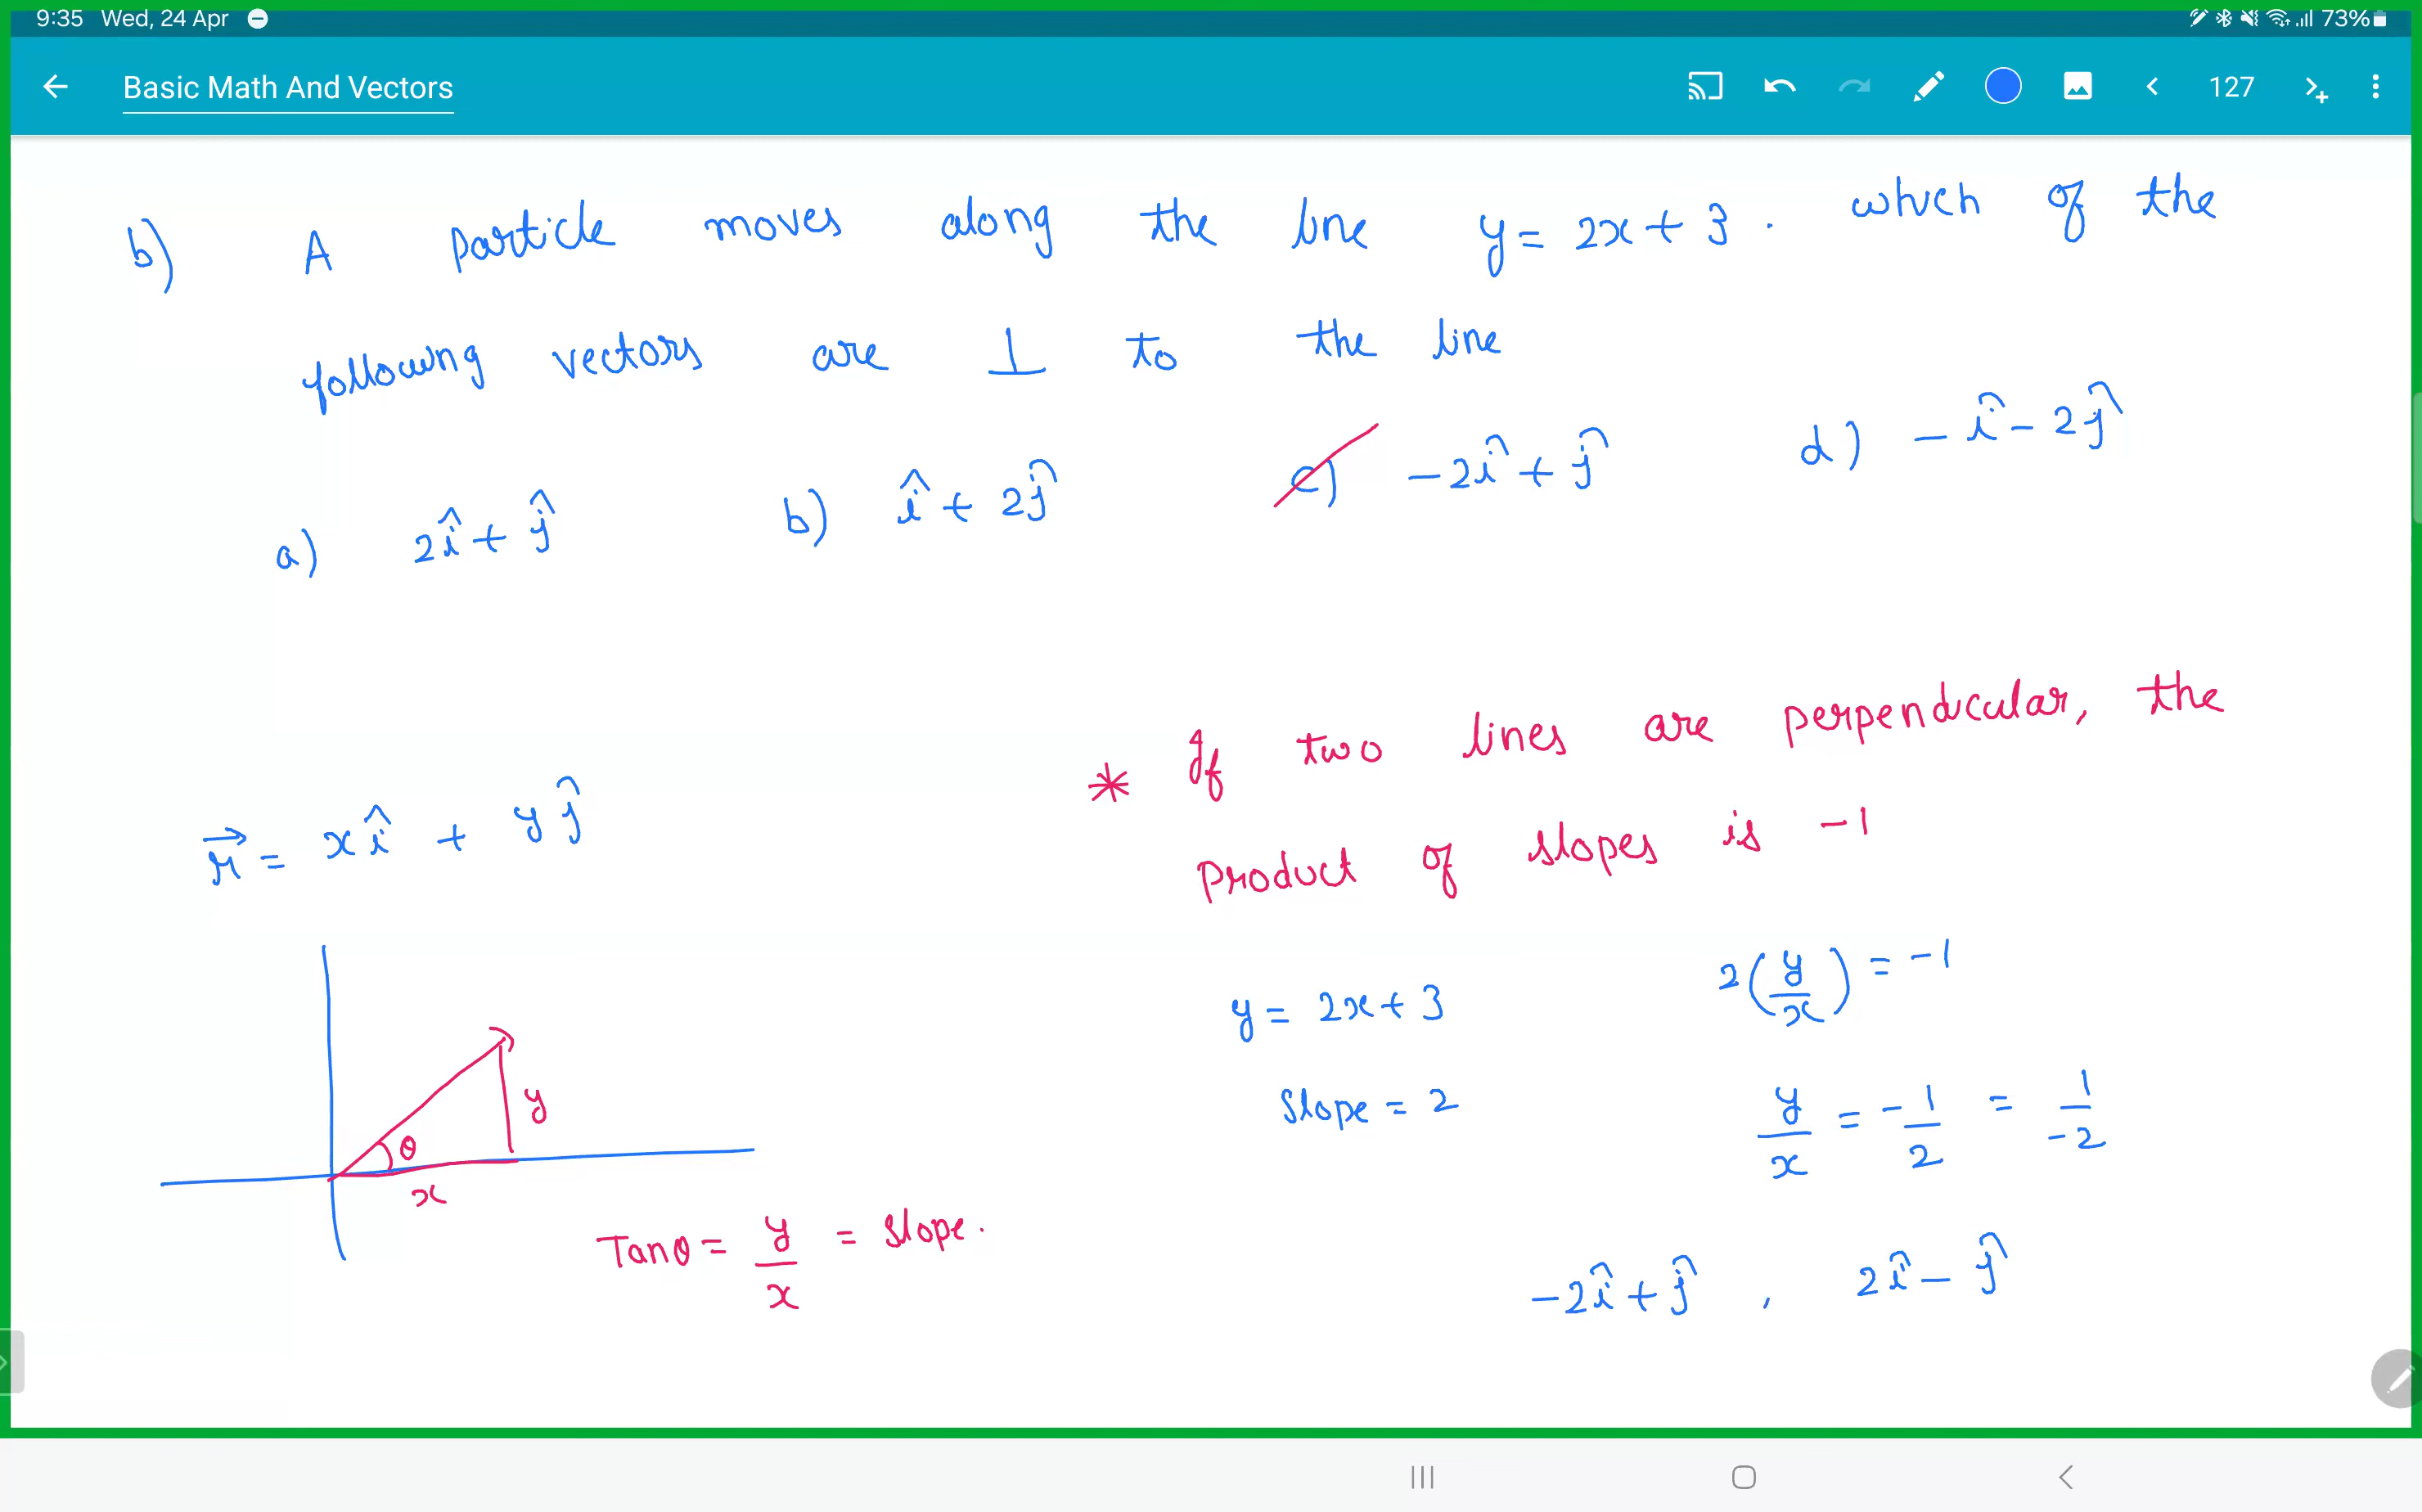 9:35 Wed, 24 Apr
73%
Basic Math And Vectors
127
b) A particle moves along the line y = 2x + 3 . which of the
following vectors are ⊥ to the line
a) 2î + ĵ b) î + 2ĵ c) -2î + ĵ d) -î - 2ĵ
* If two lines are perpendicular, the
product of slopes is -1
r⃗ = xî + yĵ
y = 2x + 3
2(y/x) = -1
slope = 2
y/x = -1/2 = 1/-2
-2î + ĵ , 2î - ĵ
y
θ
x
Tanθ = y/x = slope.